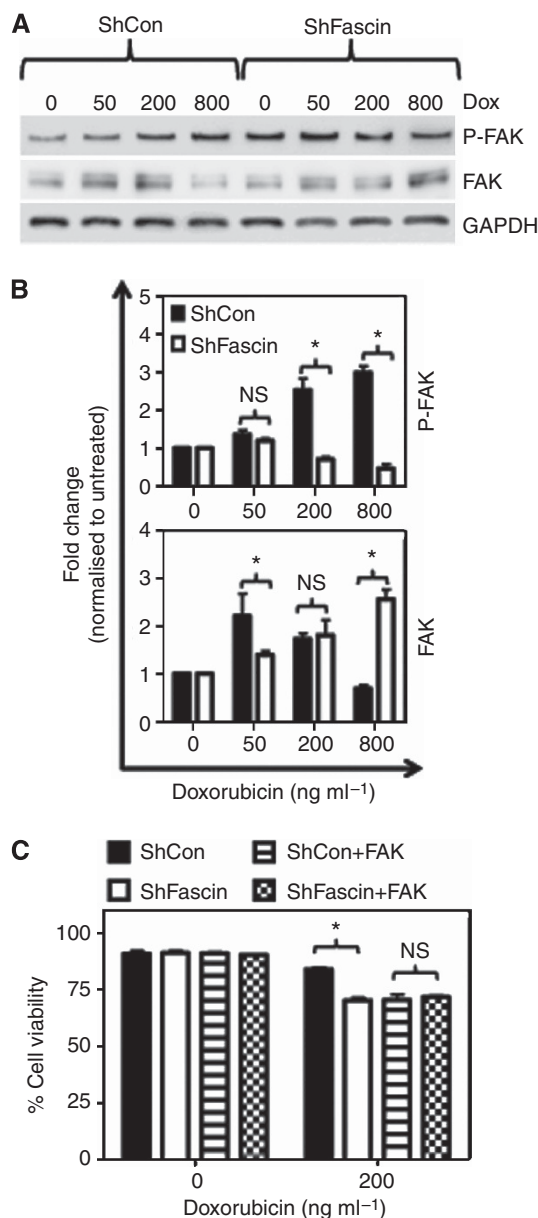 A
ShCon ShFascin
0 50 200 800 0 50 200 800 Dox
P-FAK
FAK
GAPDH
B
5
4
3
2
1
0
ShCon
ShFascin
NS
*
*
0 50 200 800
P-FAK
Fold change
(normalised to untreated)
4
3
2
1
0
*
NS
*
0 50 200 800
FAK
Doxorubicin (ng ml⁻¹)
C
ShCon ShCon+FAK
ShFascin ShFascin+FAK
100
75
50
25
0
% Cell viability
*
NS
0 200
Doxorubicin (ng ml⁻¹)